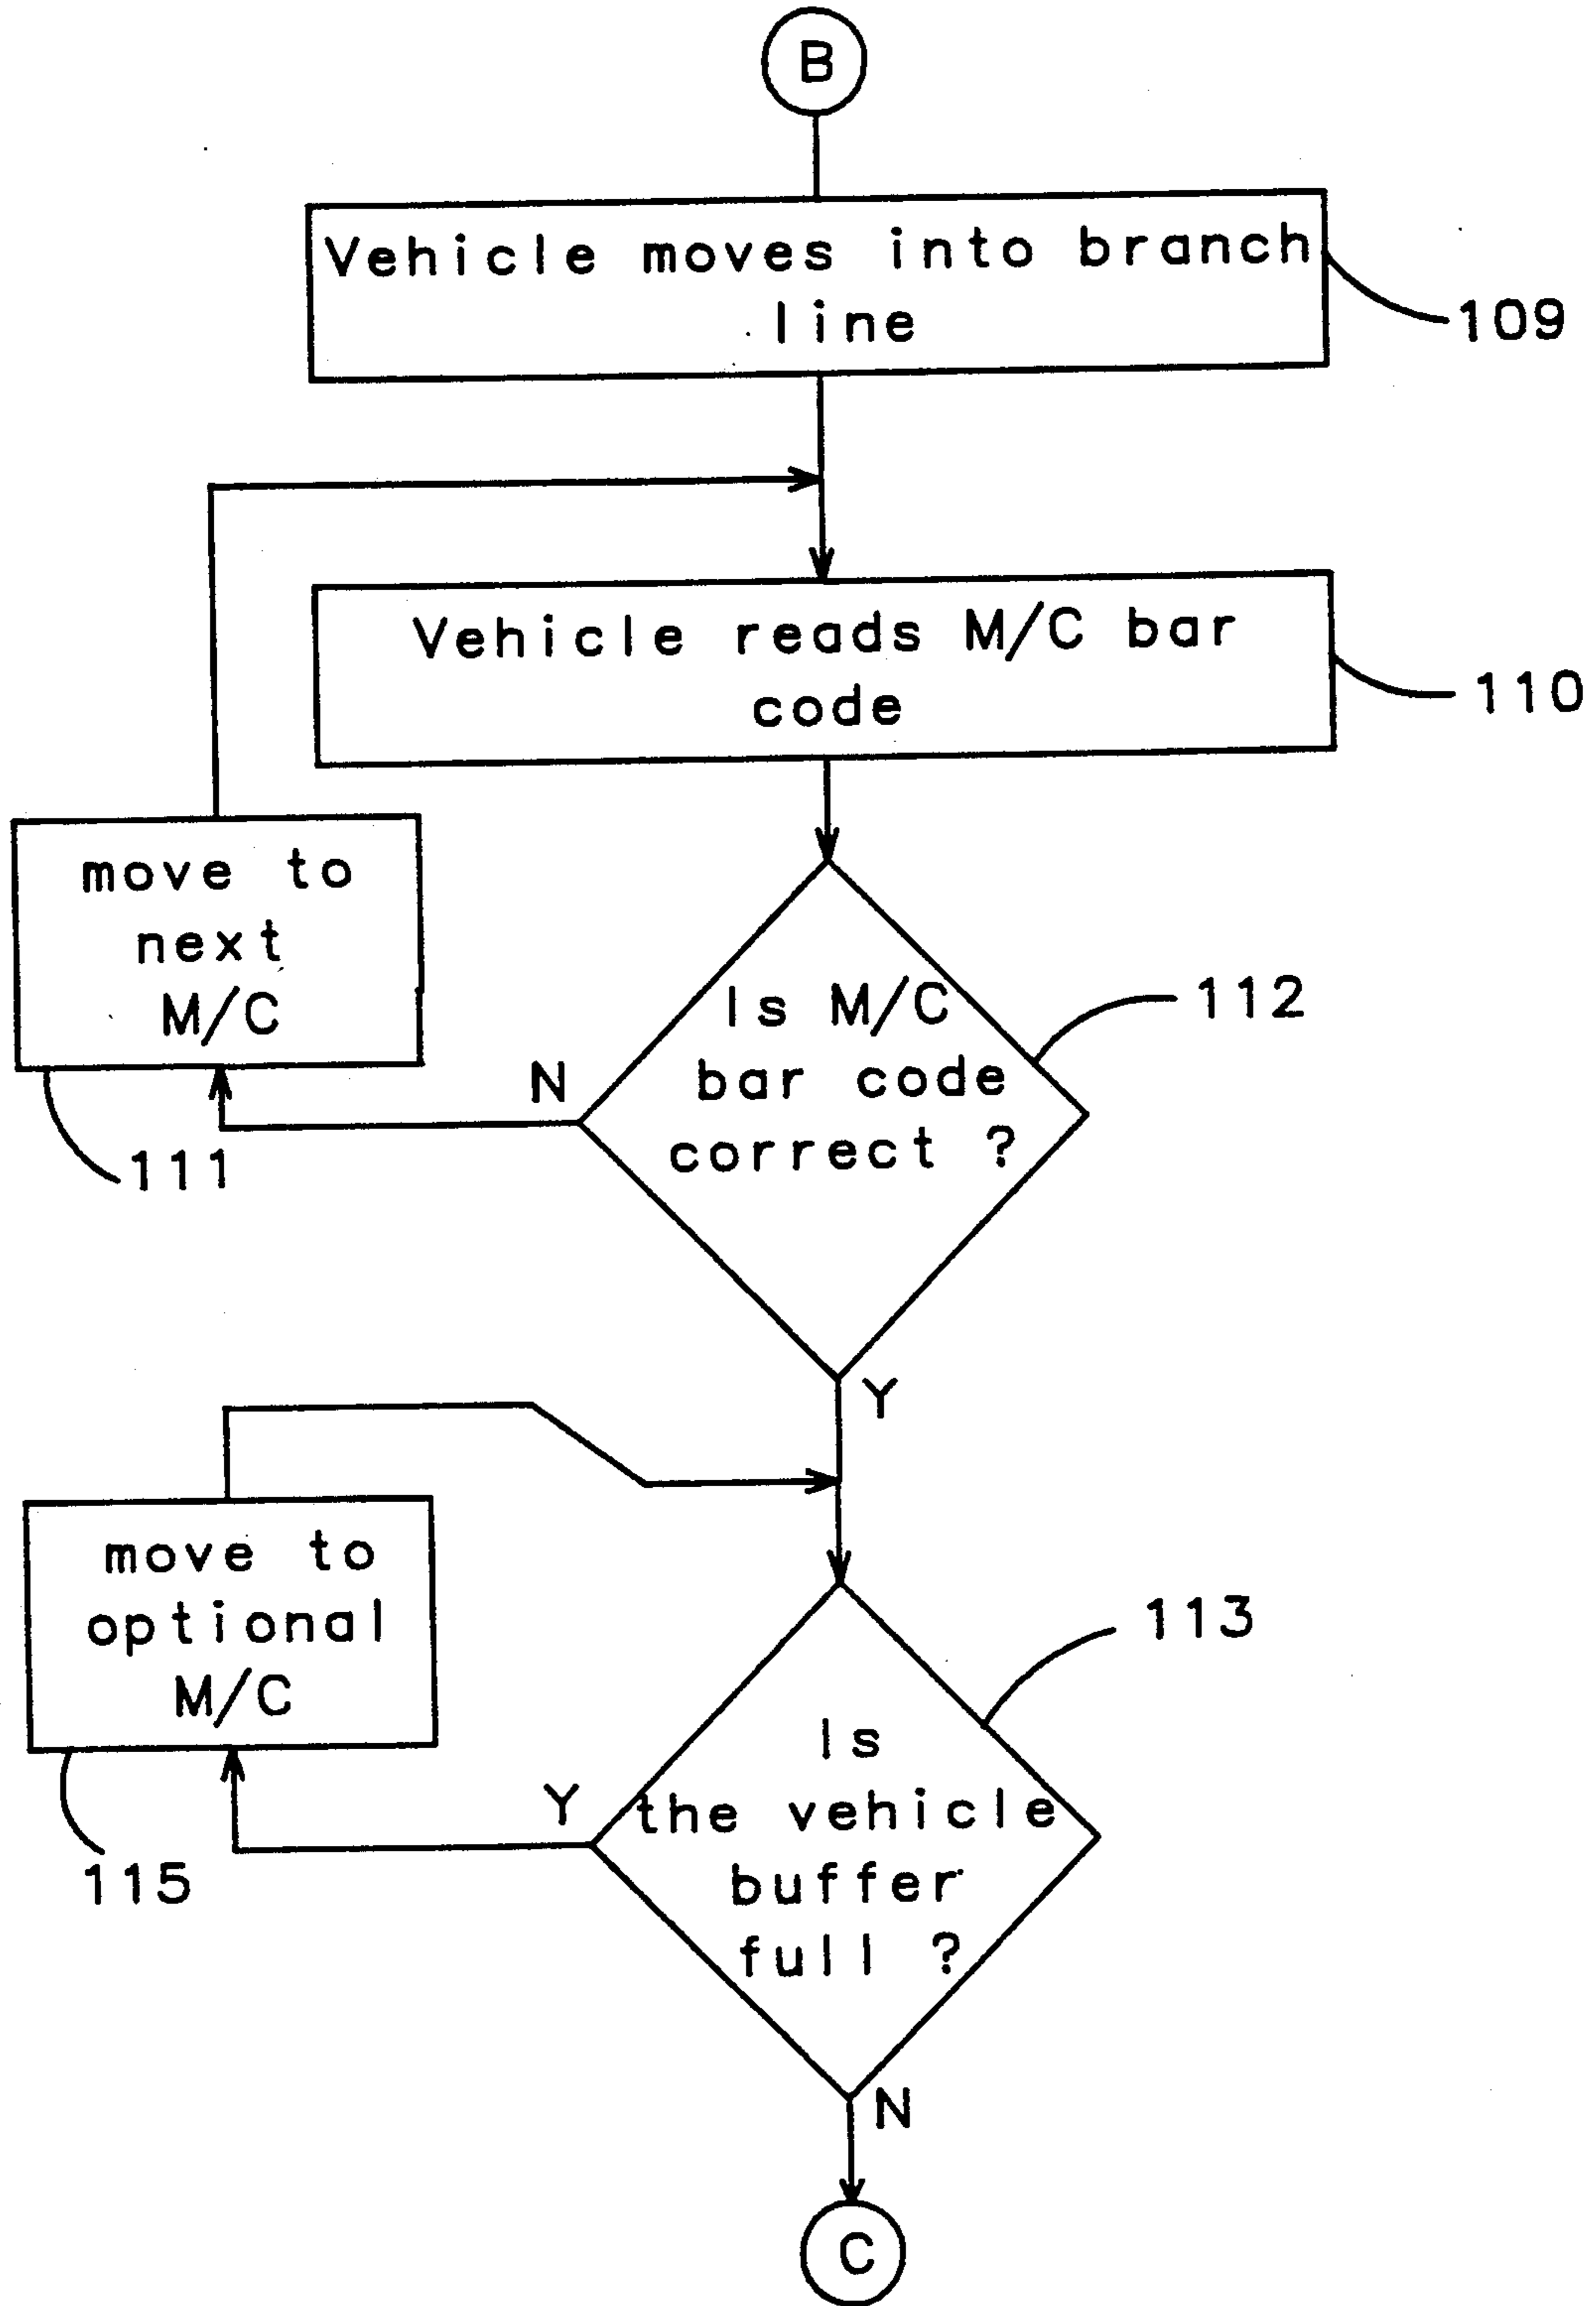 B
Vehicle moves into branch
line
109
Vehicle reads M/C bar
code
110
move to
next
M/C
111
Is M/C
bar code
correct ?
112
N
Y
move to
optional
M/C
115
Is
the vehicle
buffer
full ?
113
Y
N
C